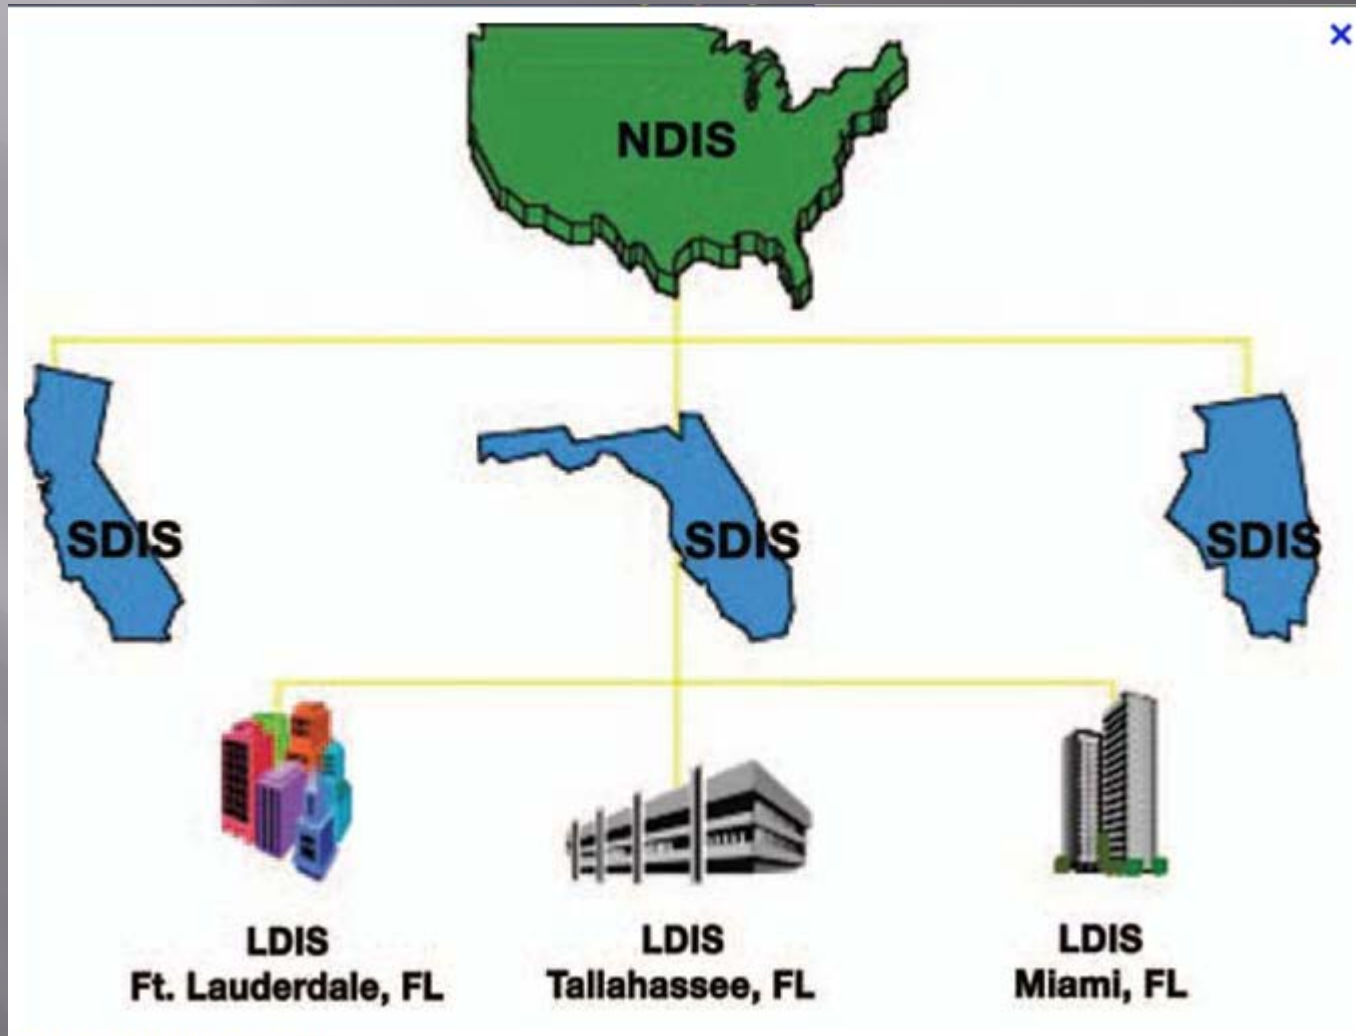 NDIS
SDIS
SDIS
SDIS
LDIS
Ft. Lauderdale, FL
LDIS
Tallahassee, FL
LDIS
Miami, FL